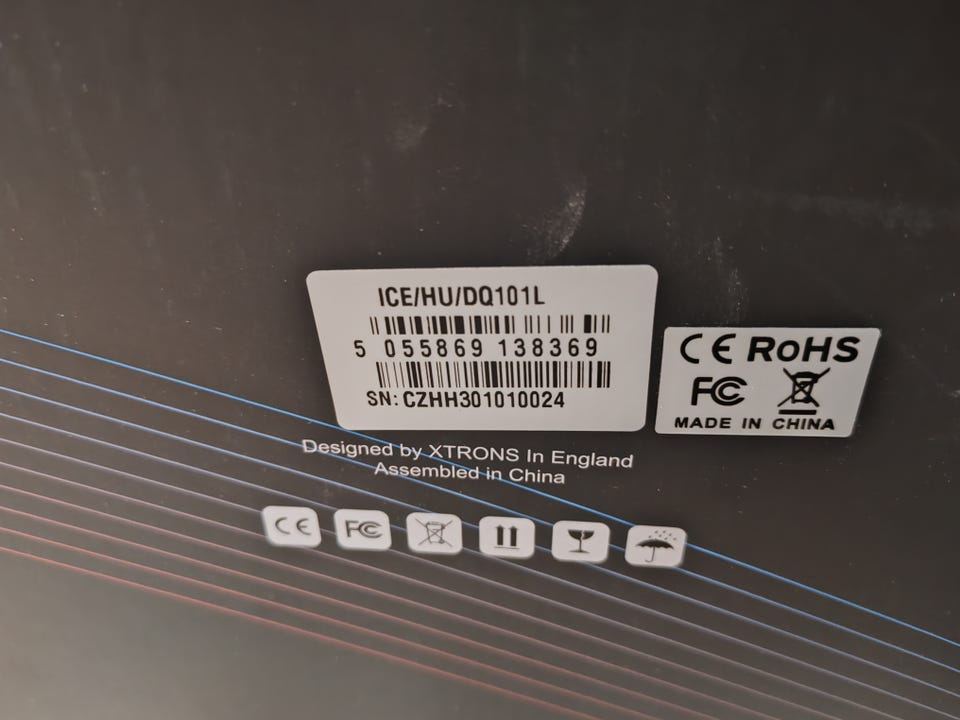 ICE/HU/DQ101L
5 055869 138369
SN: CZHH301010024
CE RoHS
FC
MADE IN CHINA
Designed by XTRONS In England
Assembled in China
CE FC